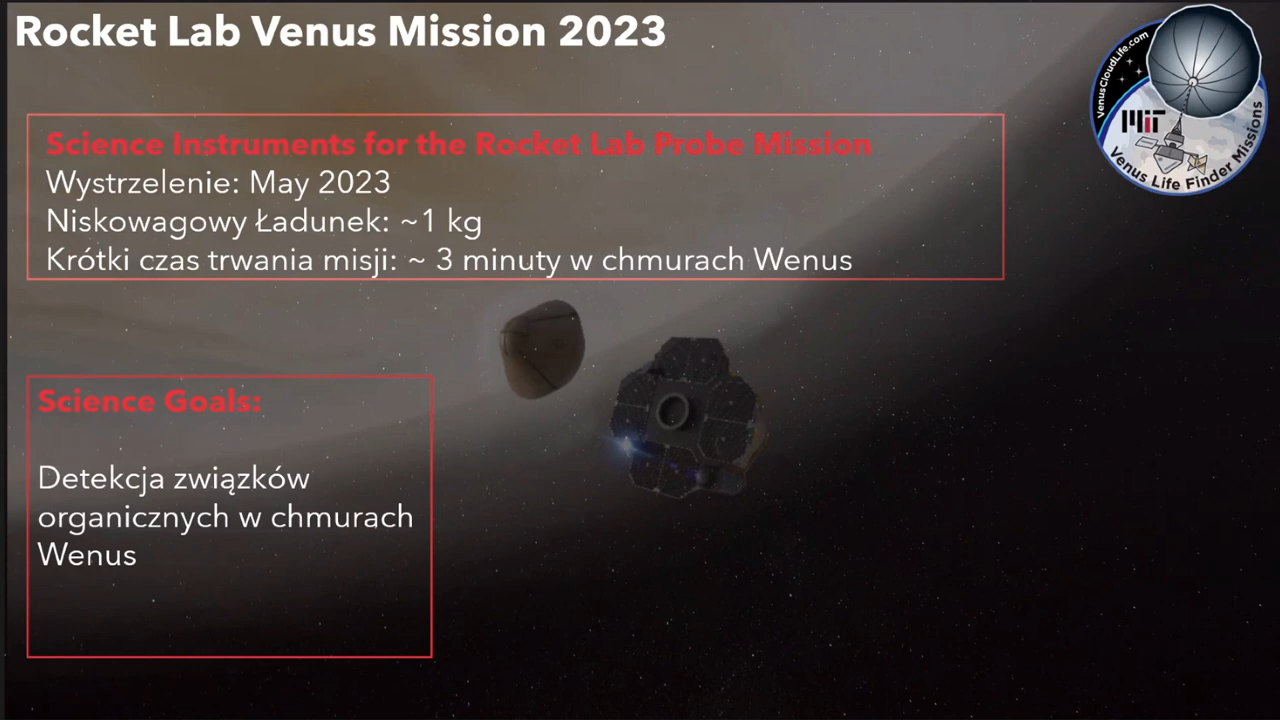 Rocket Lab Venus Mission 2023
VenusCloudLife.com
MIT
Venus Life Finder Missions
Science Instruments for the Rocket Lab Probe Mission
Wystrzelenie: May 2023
Niskowagowy Ładunek: ~1 kg
Krótki czas trwania misji: ~ 3 minuty w chmurach Wenus
Science Goals:
Detekcja związków
organicznych w chmurach
Wenus